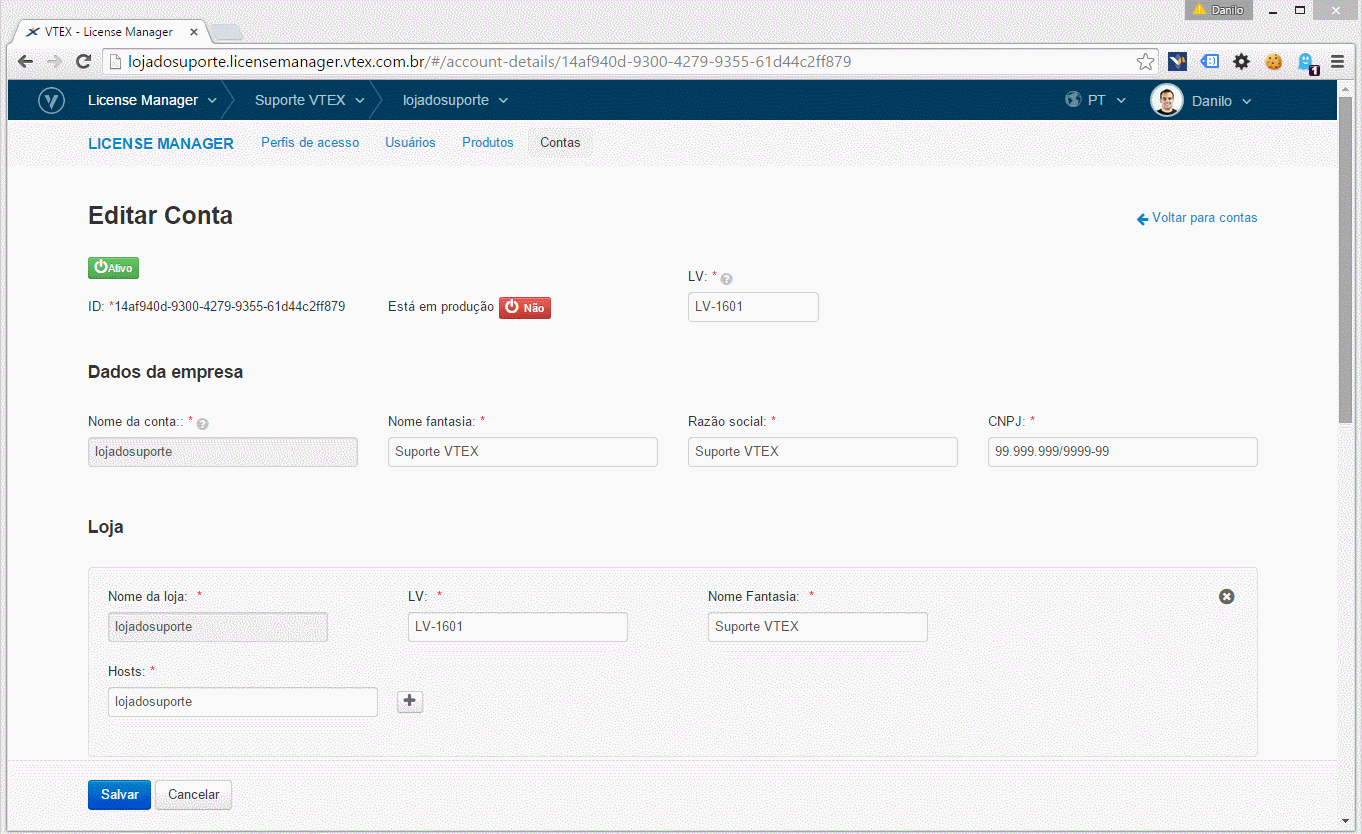 Danilo
VTEX - License Manager
lojadosuporte.licensemanager.vtex.com.br/#/account-details/14af940d-9300-4279-9355-61d44c2ff879
1
License Manager Suporte VTEX lojadosuporte PT Danilo
LICENSE MANAGER Perfis de acesso Usuários Produtos Contas
Editar Conta
Voltar para contas
Ativo
LV: * ?
ID: *14af940d-9300-4279-9355-61d44c2ff879 Está em produção Não LV-1601
Dados da empresa
Nome da conta:: * ? Nome fantasia: * Razão social: * CNPJ: *
lojadosuporte Suporte VTEX Suporte VTEX 99.999.999/9999-99
Loja
Nome da loja: * LV: * Nome Fantasia: *
lojadosuporte LV-1601 Suporte VTEX
Hosts: *
lojadosuporte
Salvar Cancelar